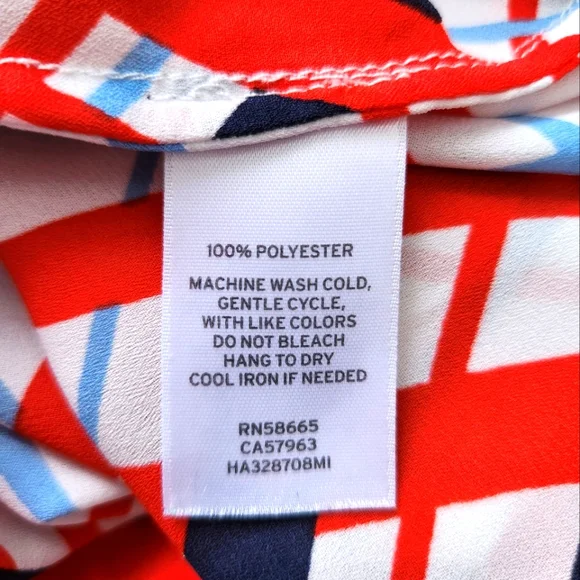 100% POLYESTER
MACHINE WASH COLD,
GENTLE CYCLE,
WITH LIKE COLORS
DO NOT BLEACH
HANG TO DRY
COOL IRON IF NEEDED
RN58665
CA57963
HA328708MI